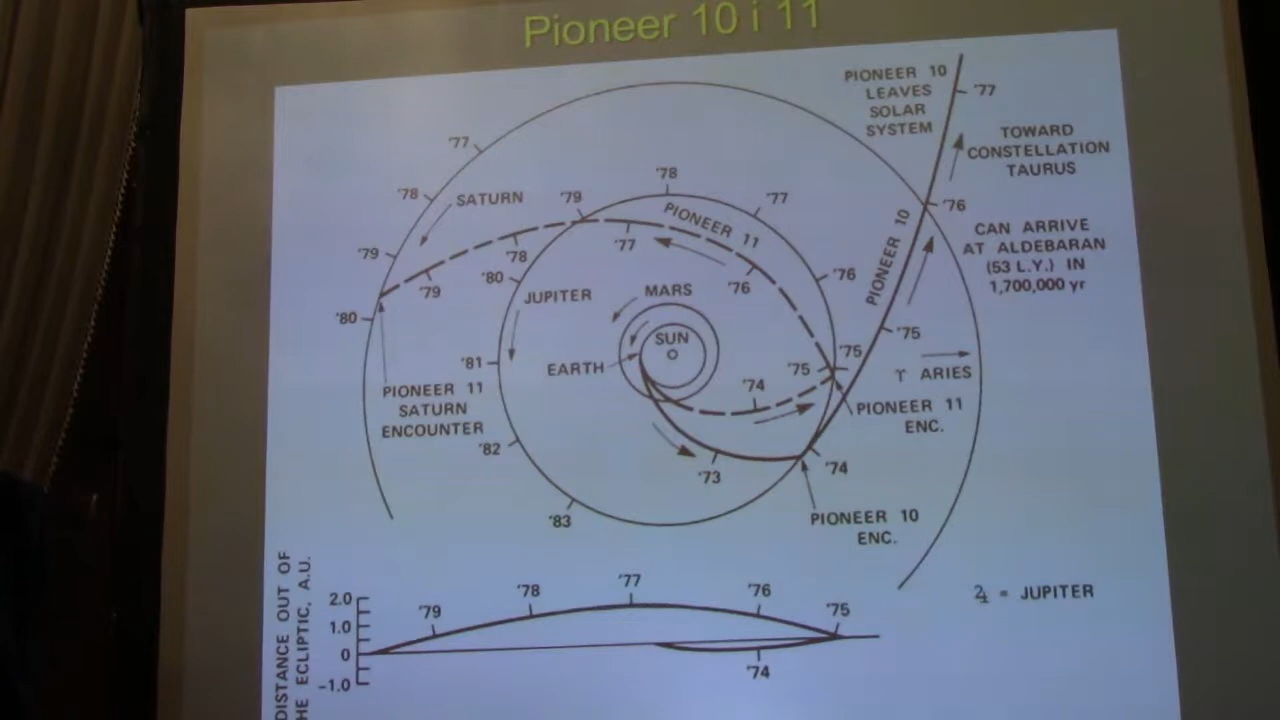 Pioneer 10 i 11
PIONEER 10
LEAVES
SOLAR
SYSTEM
'77
TOWARD
CONSTELLATION
TAURUS
'77
'78
SATURN
'79
'78
'77
PIONEER 11
PIONEER 10
'76
CAN ARRIVE
AT ALDEBARAN
(53 L.Y.) IN
1,700,000 yr
'79
'78
'77
'79
'80
'76
'76
JUPITER
MARS
'80
SUN
'75
'81
EARTH
'75
'75
♈ ARIES
'74
PIONEER 11
SATURN
ENCOUNTER
PIONEER 11
ENC.
'82
'73
'74
'83
PIONEER 10
ENC.
DISTANCE OUT OF
HE ECLIPTIC, A.U.
2.0
1.0
0
-1.0
'79
'78
'77
'76
'75
'74
♃ = JUPITER